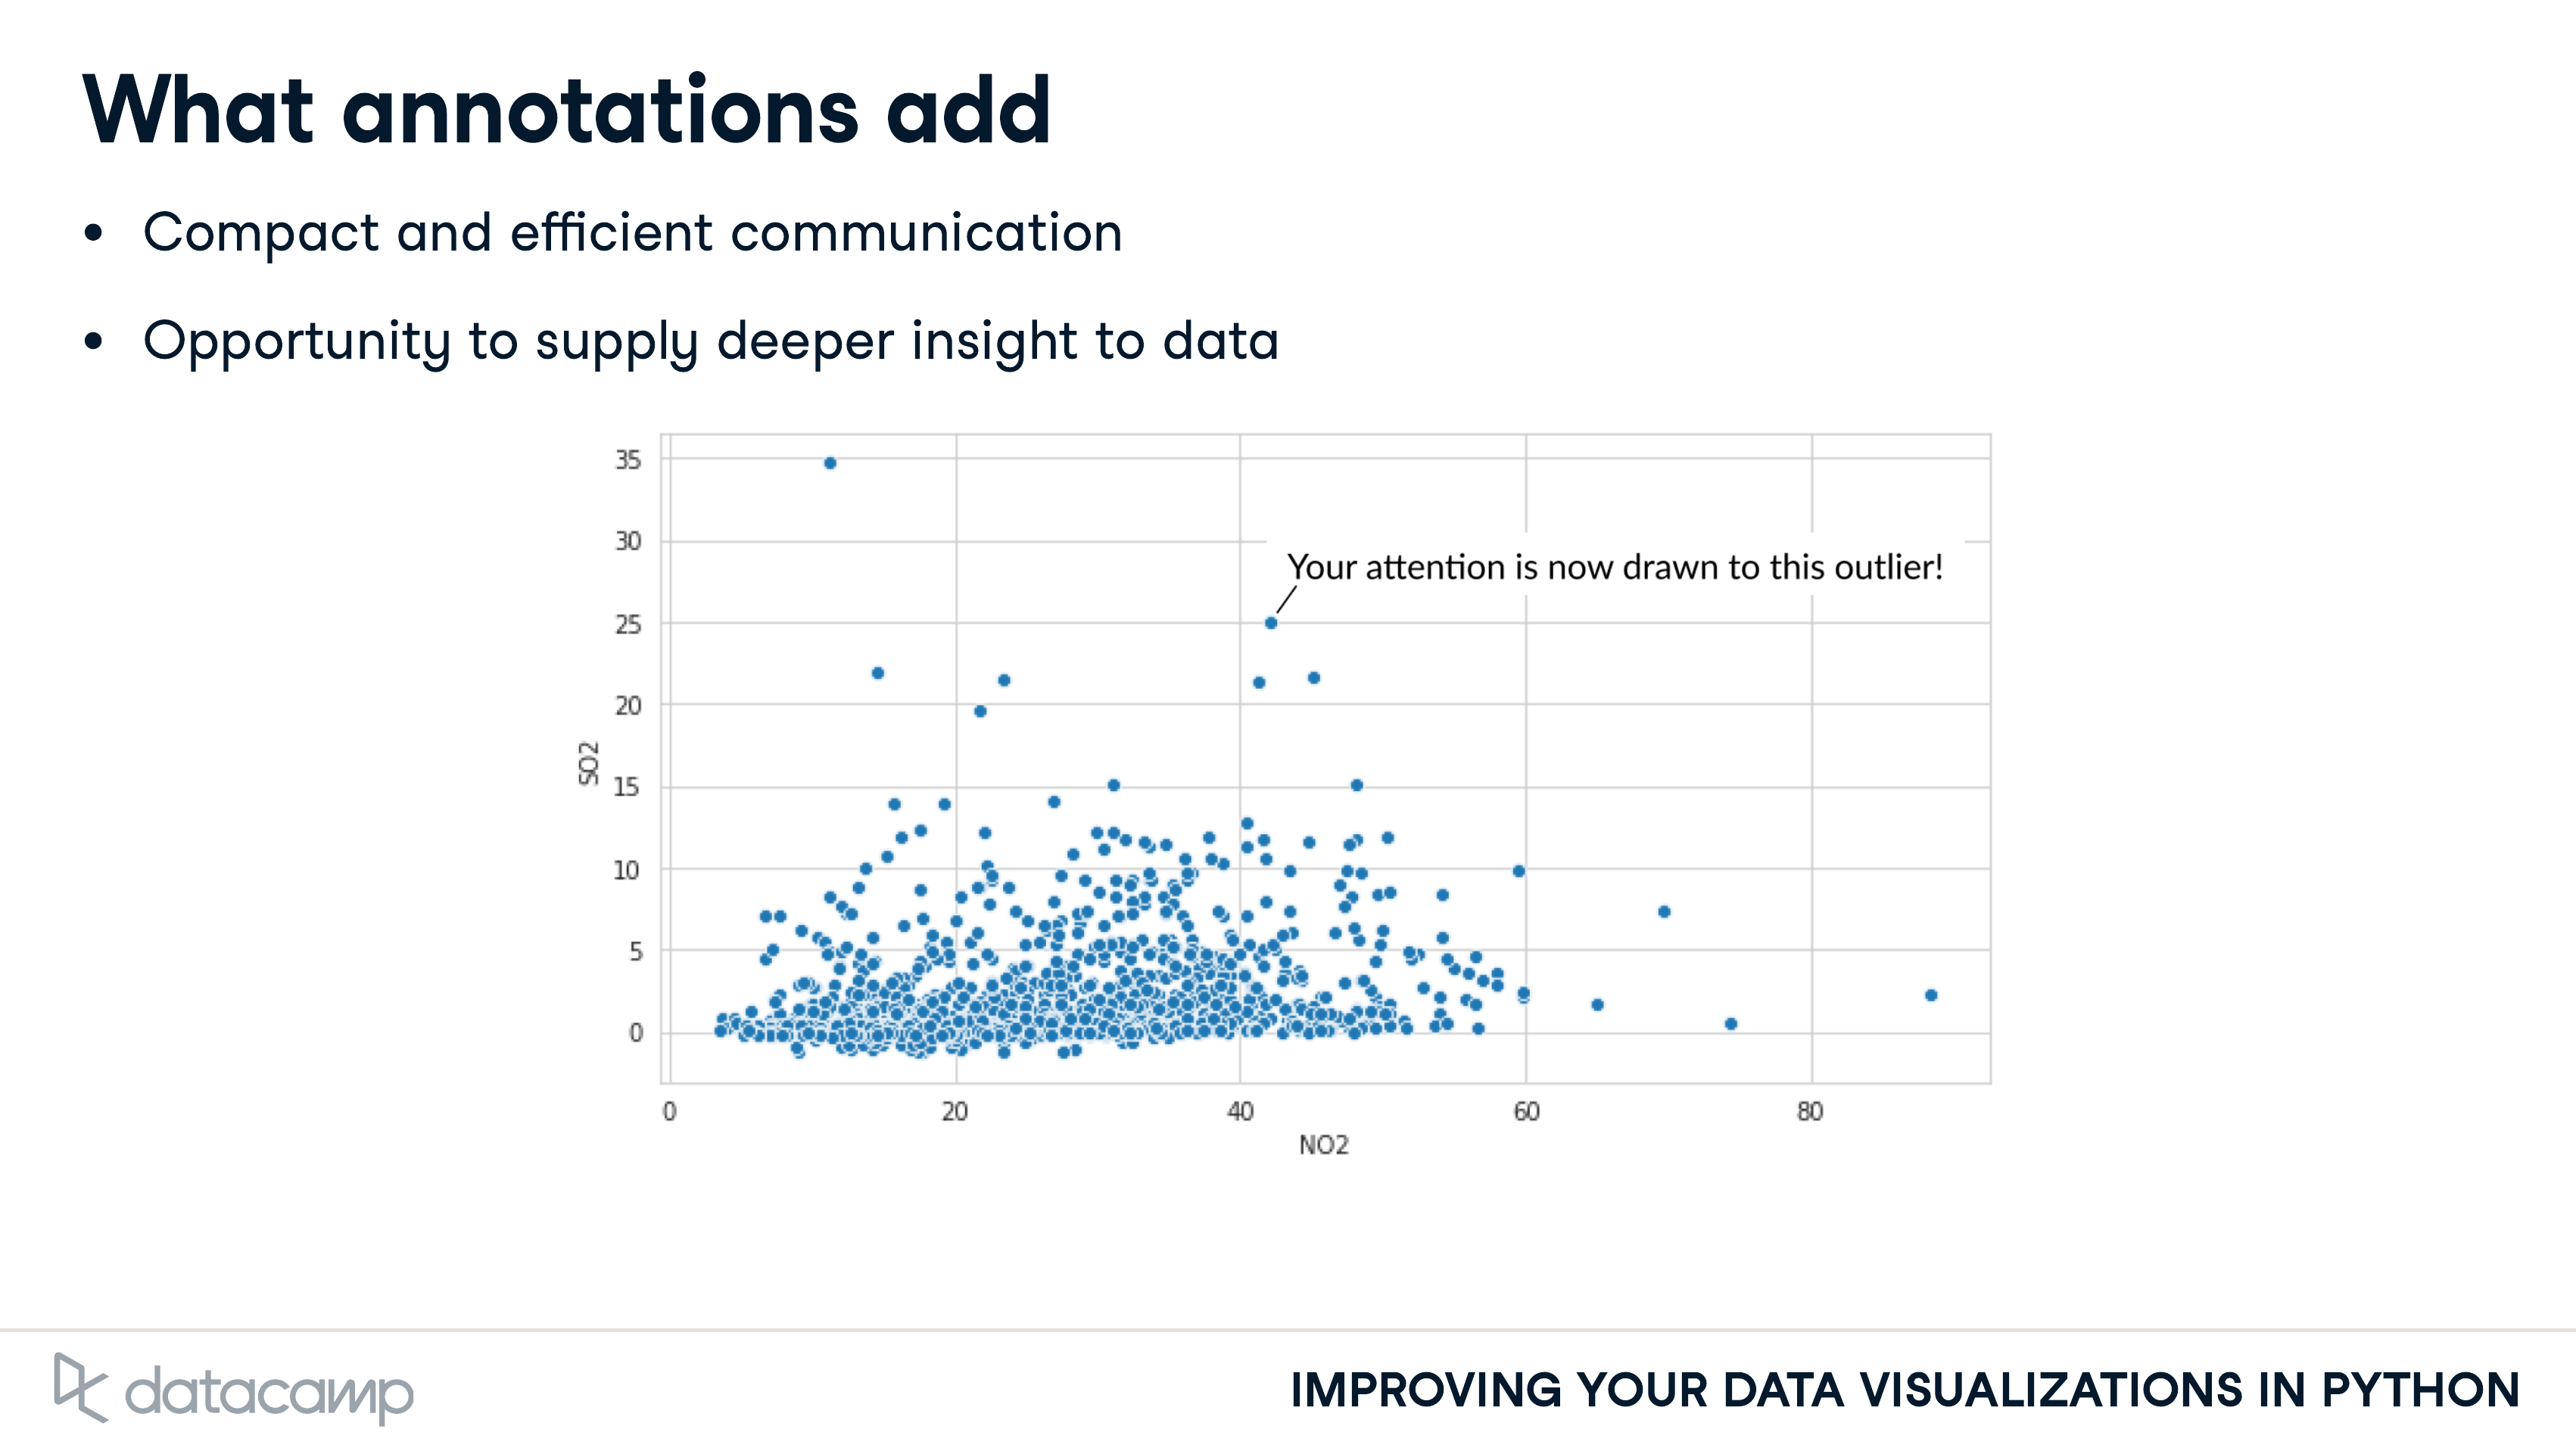 What annotations add
• Compact and efficient communication
• Opportunity to supply deeper insight to data
35
30
Your attention is now drawn to this outlier!
25
20
SO2
15
10
5
0
0 20 40 60 80
NO2
datacamp
IMPROVING YOUR DATA VISUALIZATIONS IN PYTHON